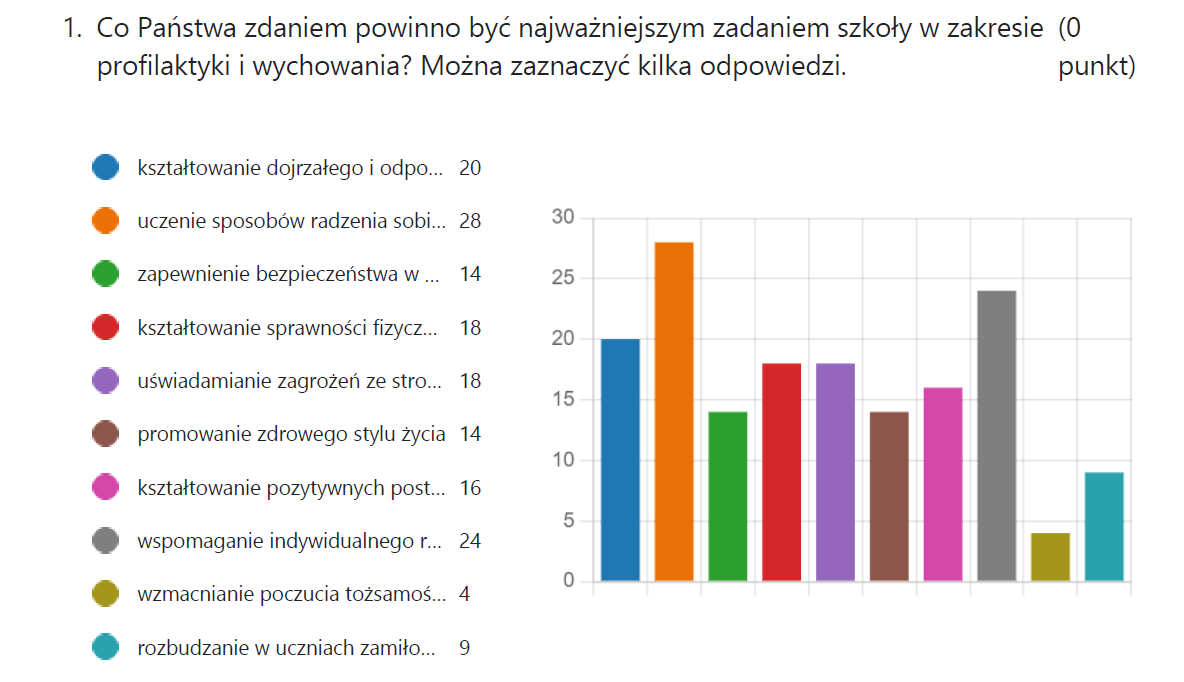 1. Co Państwa zdaniem powinno być najważniejszym zadaniem szkoły w zakresie (0
profilaktyki i wychowania? Można zaznaczyć kilka odpowiedzi. punkt)
kształtowanie dojrzałego i odpo... 20
uczenie sposobów radzenia sobi... 28
zapewnienie bezpieczeństwa w ... 14
kształtowanie sprawności fizycz... 18
uświadamianie zagrożeń ze stro... 18
promowanie zdrowego stylu życia 14
kształtowanie pozytywnych post... 16
wspomaganie indywidualnego r... 24
wzmacnianie poczucia tożsamoś... 4
rozbudzanie w uczniach zamiło... 9
30
25
20
15
10
5
0